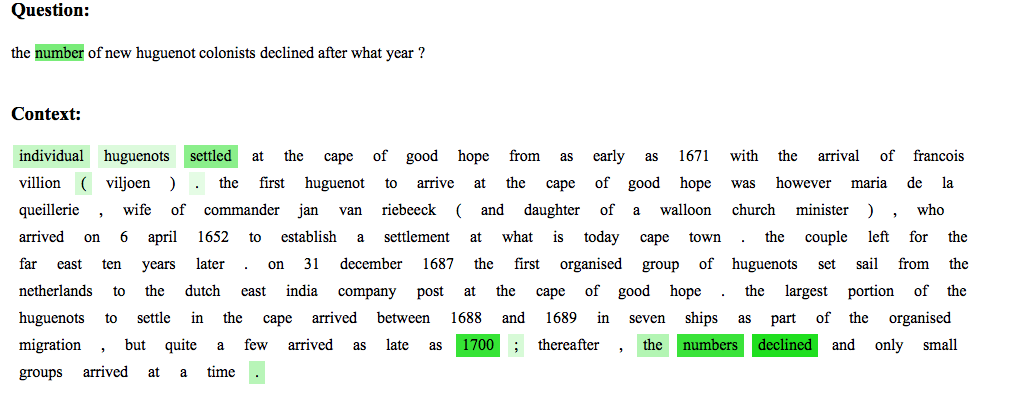 Question:
the number of new huguenot colonists declined after what year ?
Context:
individual huguenots settled at the cape of good hope from as early as 1671 with the arrival of francois
villion ( viljoen ) . the first huguenot to arrive at the cape of good hope was however maria de la
queillerie , wife of commander jan van riebeeck ( and daughter of a walloon church minister ) , who
arrived on 6 april 1652 to establish a settlement at what is today cape town . the couple left for the
far east ten years later . on 31 december 1687 the first organised group of huguenots set sail from the
netherlands to the dutch east india company post at the cape of good hope . the largest portion of the
huguenots to settle in the cape arrived between 1688 and 1689 in seven ships as part of the organised
migration , but quite a few arrived as late as 1700 ; thereafter , the numbers declined and only small
groups arrived at a time .